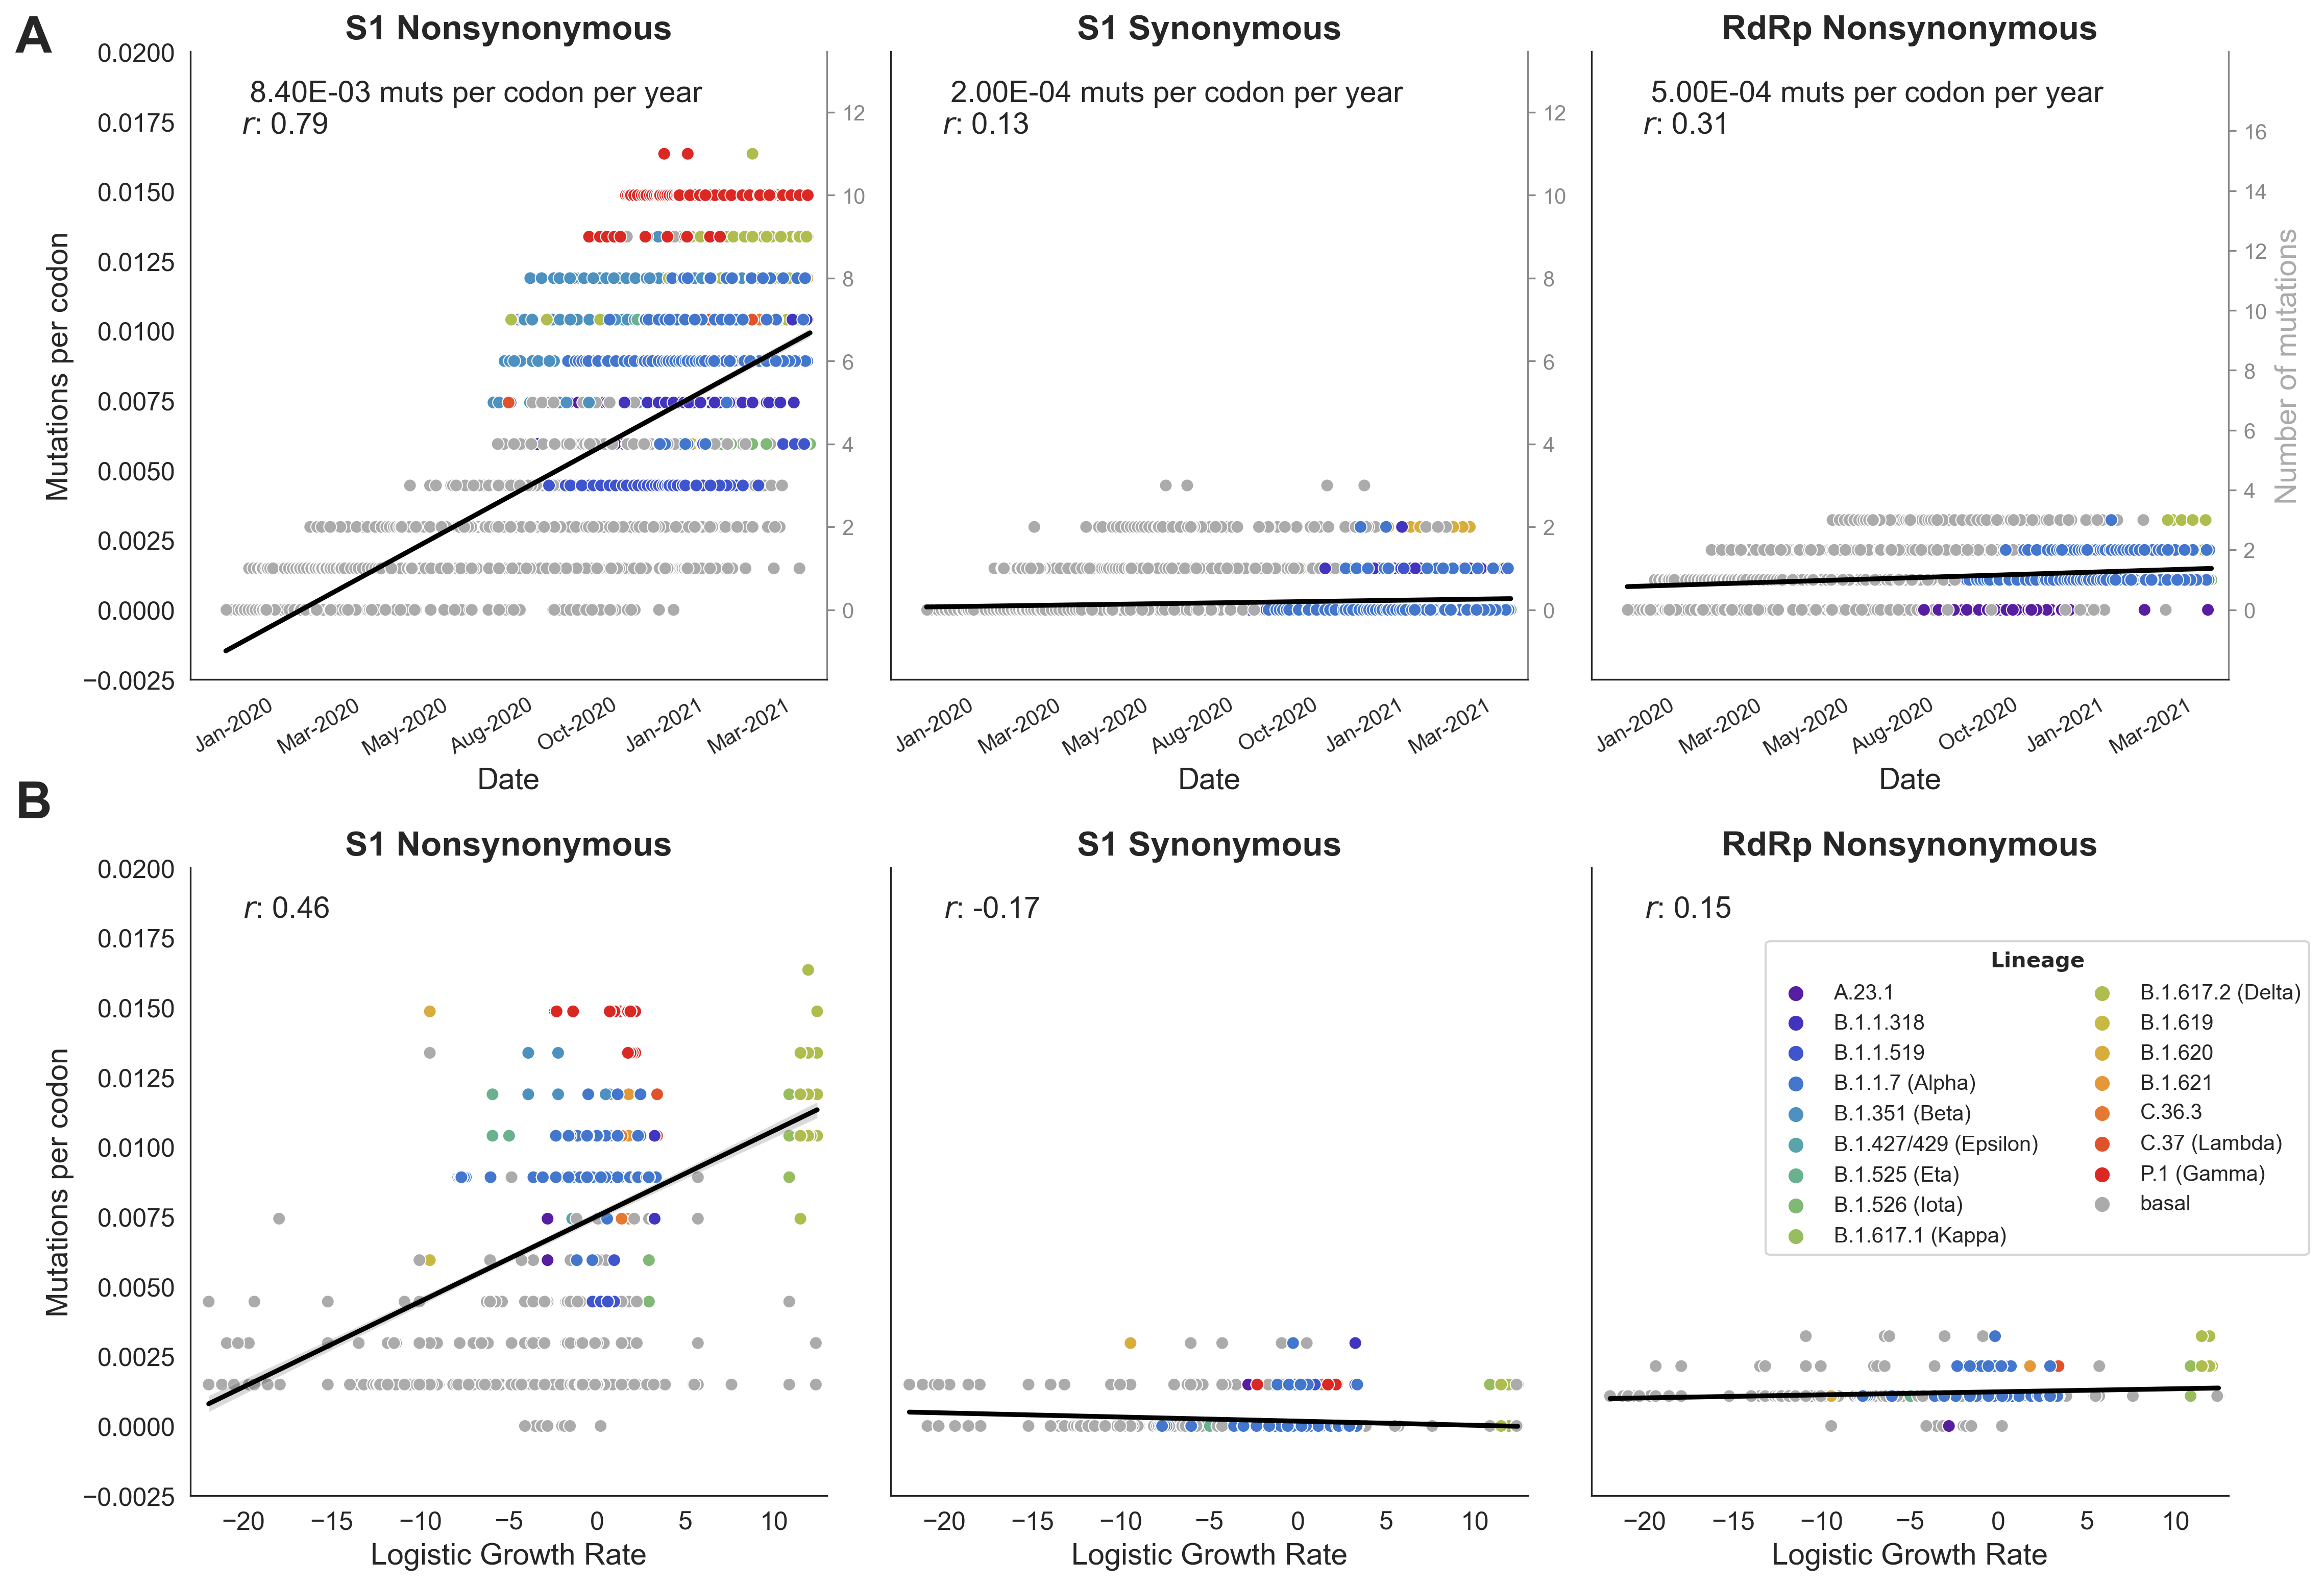 A
S1 Nonsynonymous
S1 Synonymous
RdRp Nonsynonymous
8.40E-03 muts per codon per year
r: 0.79
2.00E-04 muts per codon per year
r: 0.13
5.00E-04 muts per codon per year
r: 0.31
Mutations per codon
0.0200
0.0175
0.0150
0.0125
0.0100
0.0075
0.0050
0.0025
0.0000
−0.0025
12
10
8
6
4
2
0
12
10
8
6
4
2
0
16
14
12
10
8
6
4
2
0
Number of mutations
Jan-2020
Mar-2020
May-2020
Aug-2020
Oct-2020
Jan-2021
Mar-2021
Date
Jan-2020
Mar-2020
May-2020
Aug-2020
Oct-2020
Jan-2021
Mar-2021
Date
Jan-2020
Mar-2020
May-2020
Aug-2020
Oct-2020
Jan-2021
Mar-2021
Date
B
S1 Nonsynonymous
S1 Synonymous
RdRp Nonsynonymous
r: 0.46
r: -0.17
r: 0.15
Mutations per codon
0.0200
0.0175
0.0150
0.0125
0.0100
0.0075
0.0050
0.0025
0.0000
−0.0025
Lineage
A.23.1
B.1.1.318
B.1.1.519
B.1.1.7 (Alpha)
B.1.351 (Beta)
B.1.427/429 (Epsilon)
B.1.525 (Eta)
B.1.526 (Iota)
B.1.617.1 (Kappa)
B.1.617.2 (Delta)
B.1.619
B.1.620
B.1.621
C.36.3
C.37 (Lambda)
P.1 (Gamma)
basal
−20 −15 −10 −5 0 5 10
Logistic Growth Rate
−20 −15 −10 −5 0 5 10
Logistic Growth Rate
−20 −15 −10 −5 0 5 10
Logistic Growth Rate